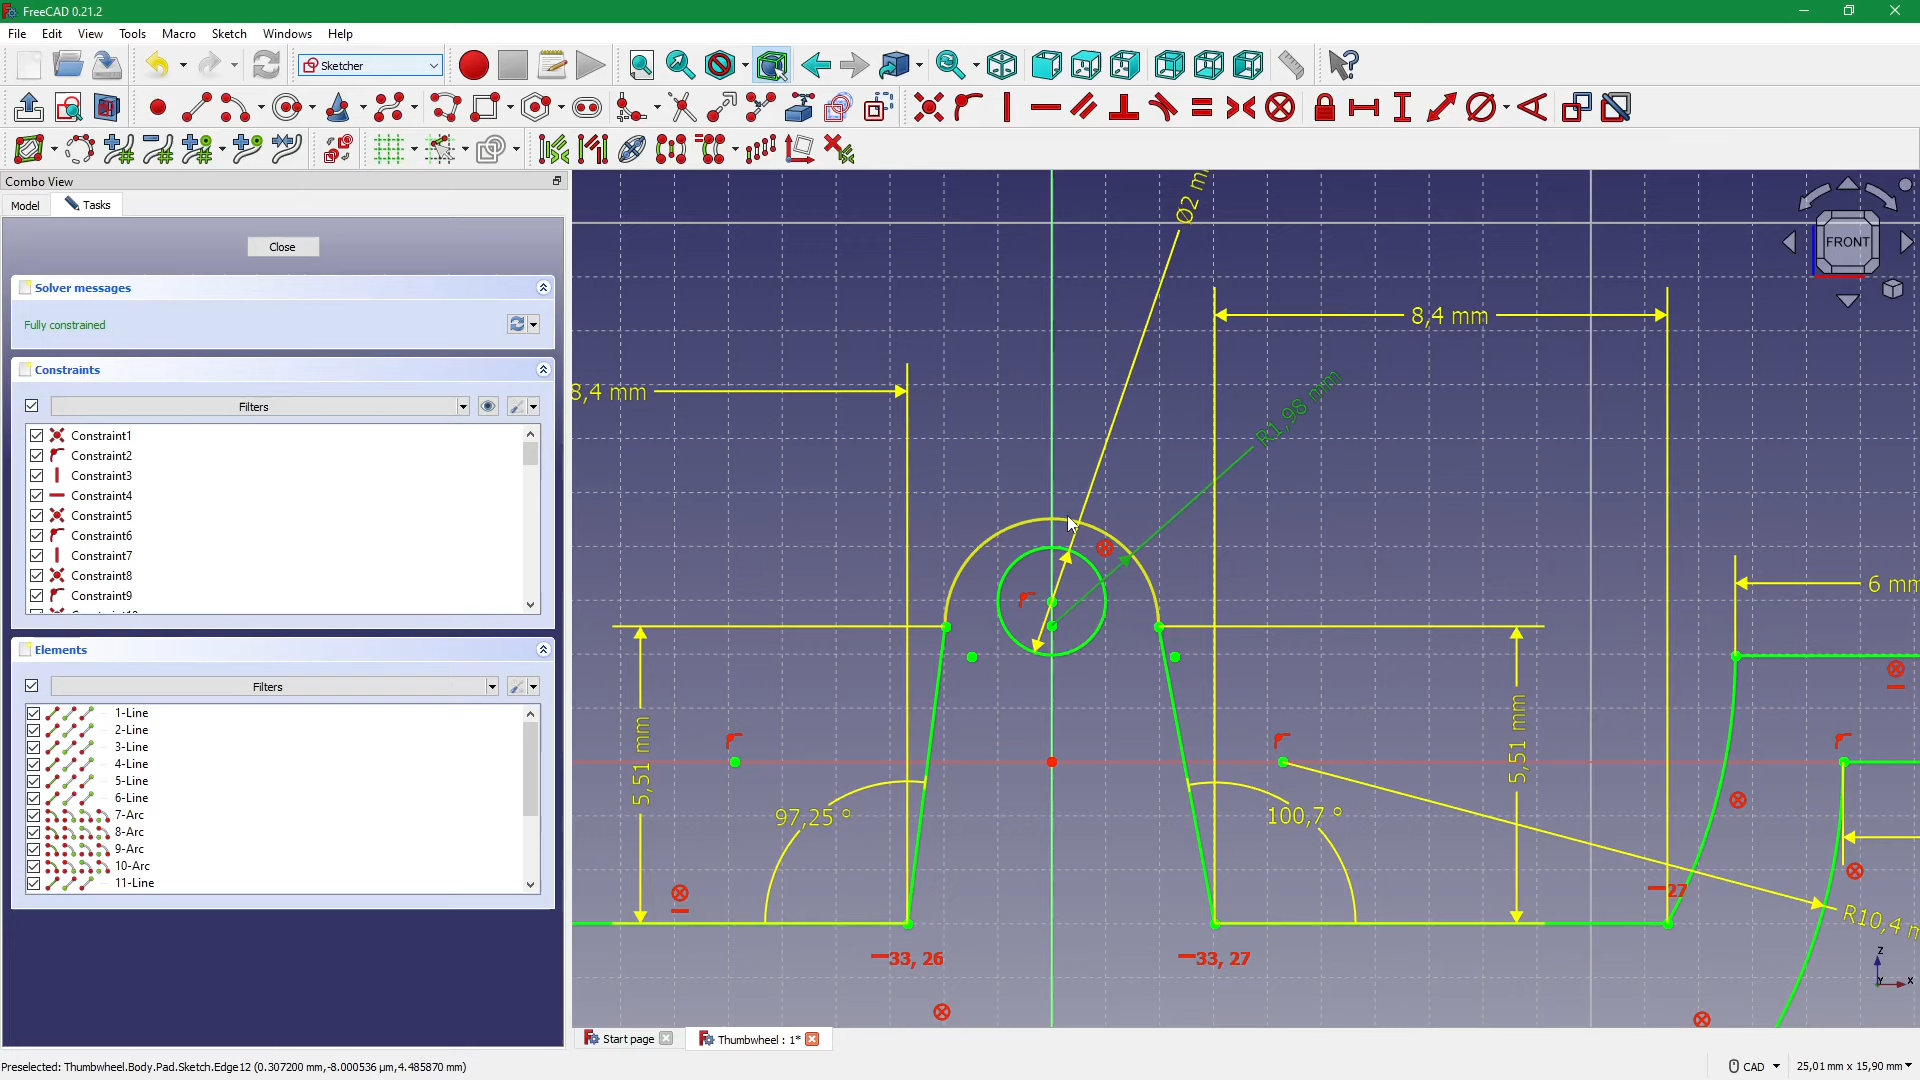 FreeCAD 0.21.2
File Edit View Tools Macro Sketch Windows Help
Sketcher
Combo View
Model Tasks
Close
Solver messages
Fully constrained
Constraints
Filters
Constraint1
Constraint2
Constraint3
Constraint4
Constraint5
Constraint6
Constraint7
Constraint8
Constraint9
Elements
Filters
1-Line
2-Line
3-Line
4-Line
5-Line
6-Line
7-Arc
8-Arc
9-Arc
10-Arc
11-Line
Ø2
8,4 mm
FRONT
8,4 mm
R1,98 mm
6 mm
5,51 mm
5,51 mm
97,25 °
100,7 °
27
R10,4
33, 26
33, 27
Z
Y
X
Start page
Thumbwheel : 1*
Preselected: Thumbwheel.Body.Pad.Sketch.Edge12 (0.307200 mm,-8.000536 µm,4.485870 mm)
CAD
25,01 mm x 15,90 mm